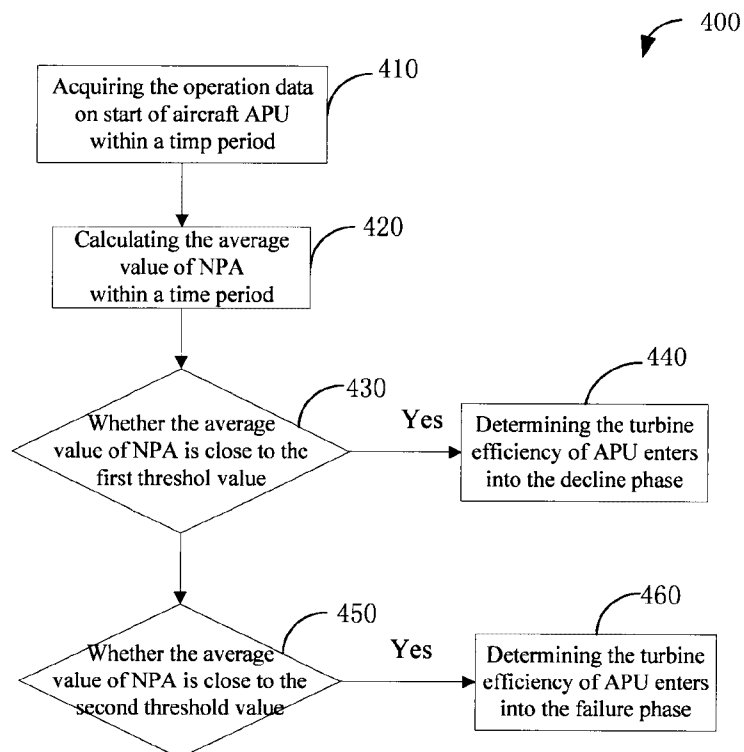 400
410
Acquiring the operation data
on start of aircraft APU
within a timp period
420
Calculating the average
value of NPA
within a time period
430
Whether the average
value of NPA is close to the
first threshol value
Yes
440
Determining the turbine
efficiency of APU enters
into the decline phase
450
Whether the average
value of NPA is close to the
second threshold value
Yes
460
Determining the turbine
efficiency of APU enters
into the failure phase